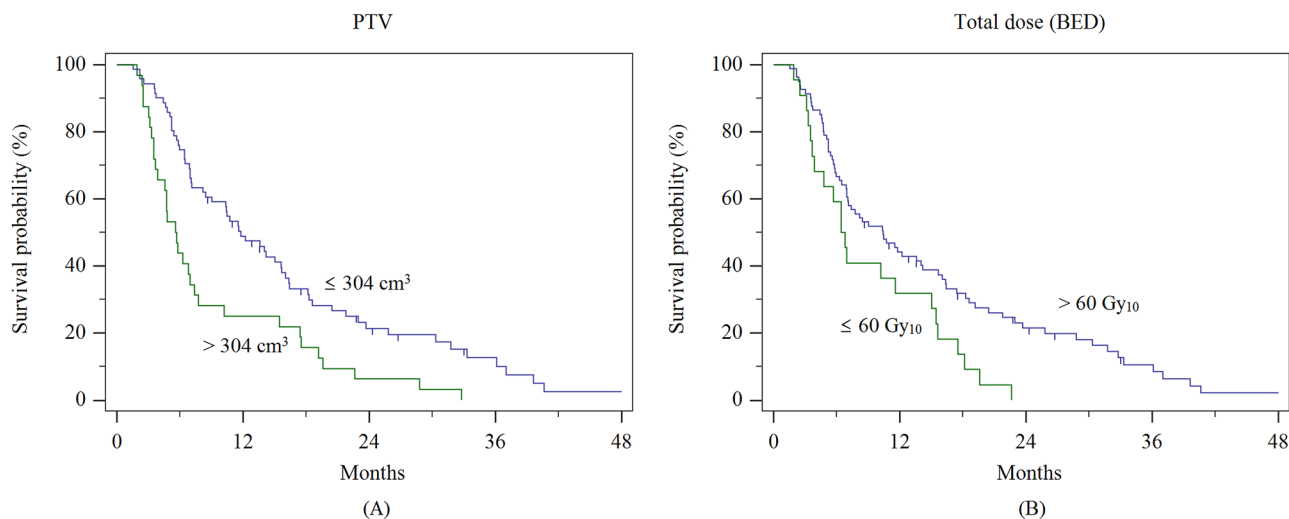 PTV
Survival probability (%)
100
80
60
40
20
0
≤ 304 cm³
> 304 cm³
0 12 24 36 48
Months
(A)
Total dose (BED)
Survival probability (%)
100
80
60
40
20
0
> 60 Gy₁₀
≤ 60 Gy₁₀
0 12 24 36 48
Months
(B)